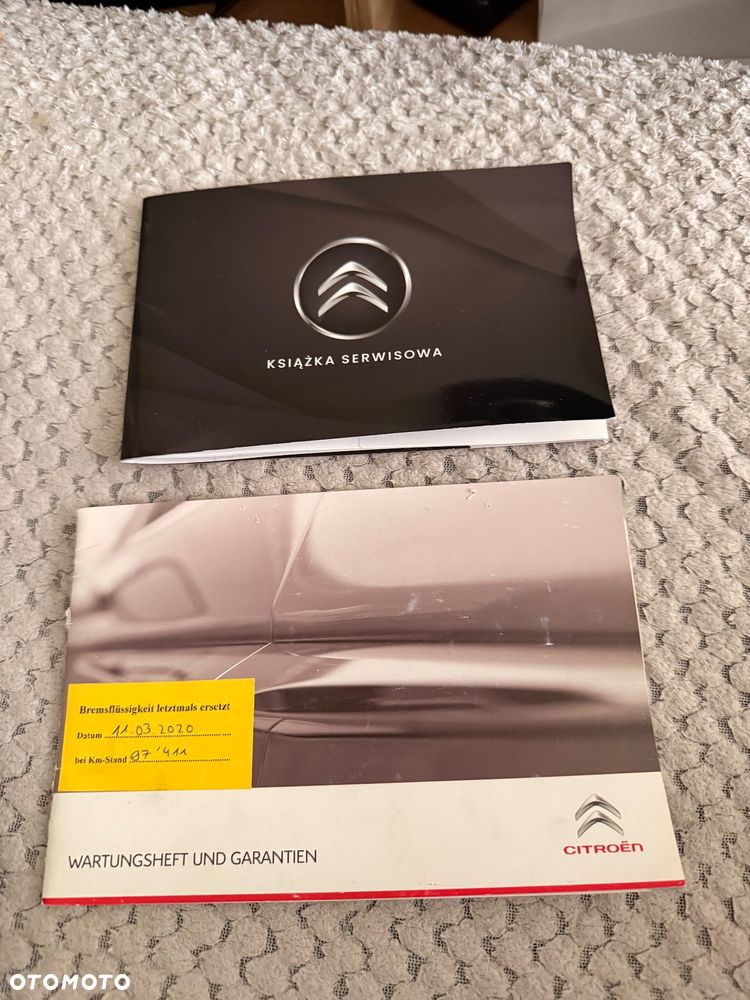 KSIĄŻKA SERWISOWA
Bremsflüssigkeit letztmals ersetzt
Datum 11.03.2020
bei Km-Stand 97'411
WARTUNGSHEFT UND GARANTIEN
CITROËN
OTOMOTO